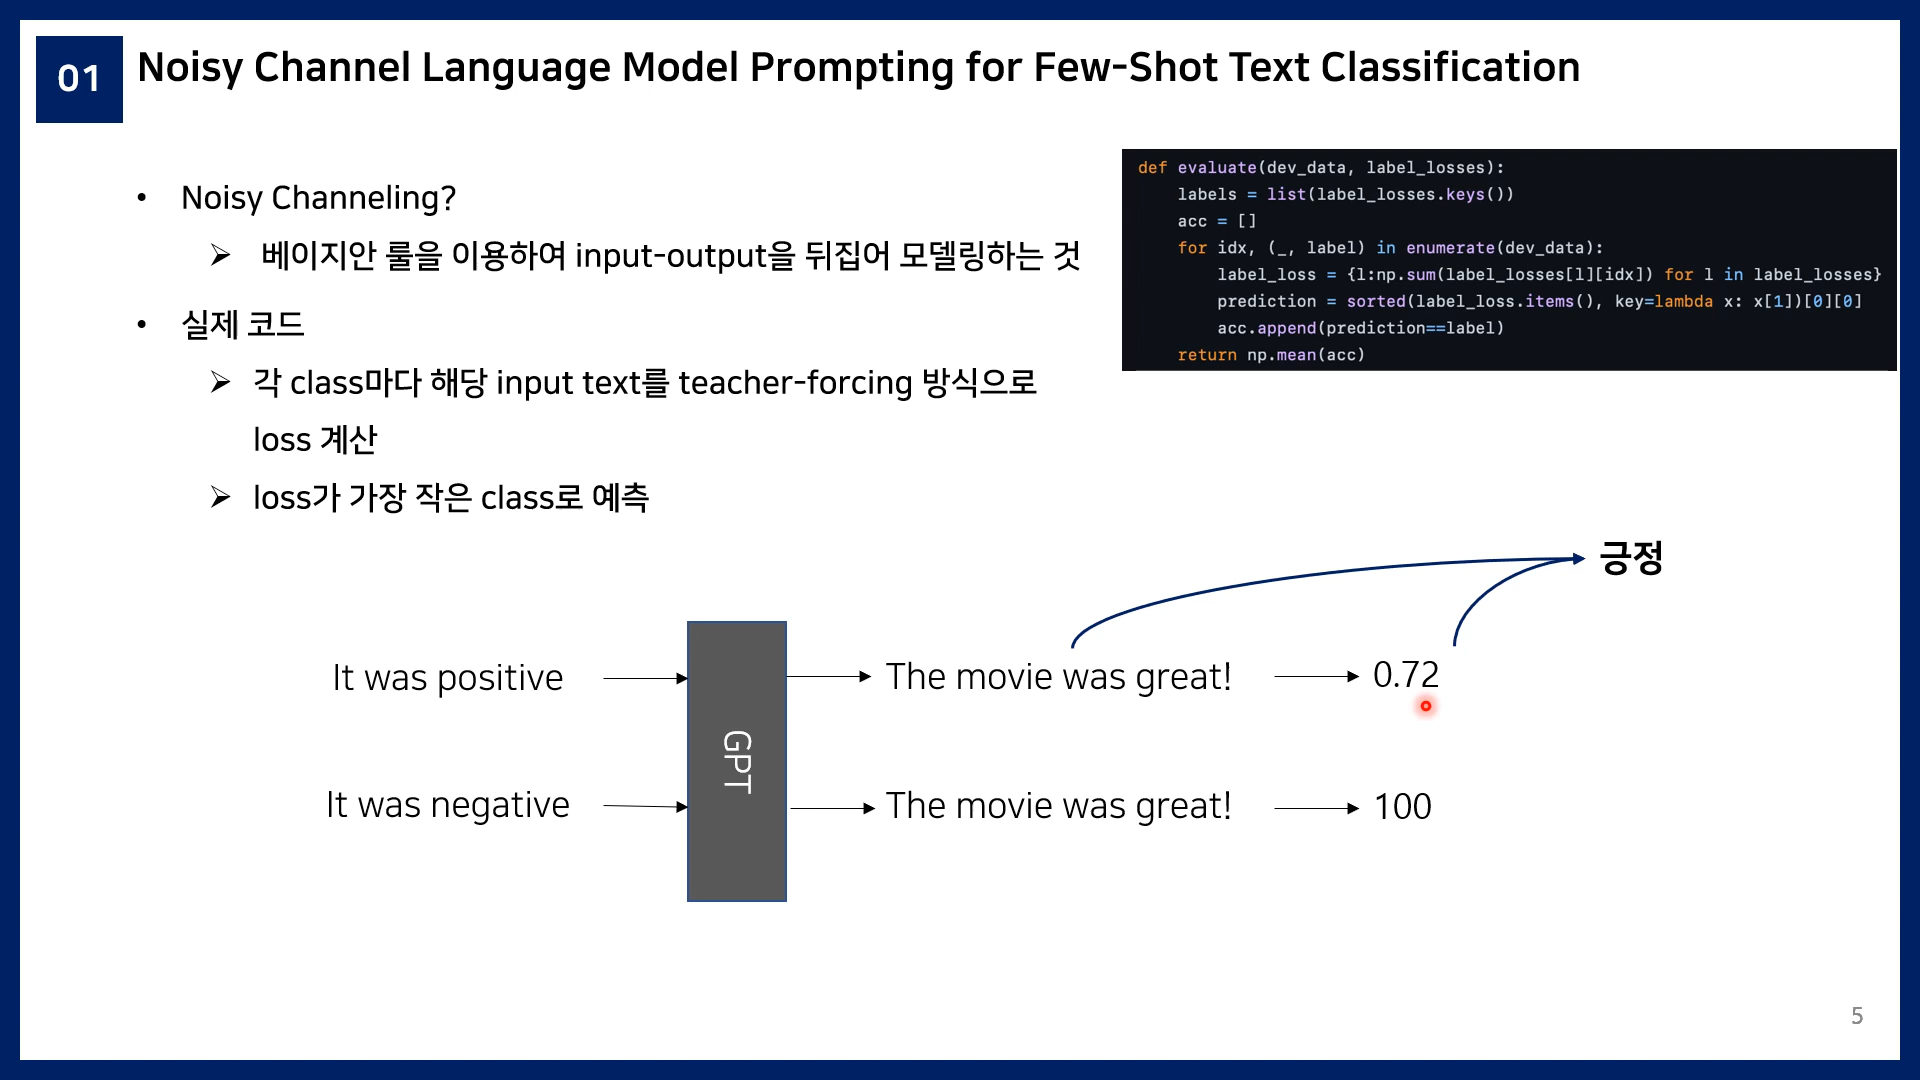 01
Noisy Channel Language Model Prompting for Few-Shot Text Classification
• Noisy Channeling?
➢ 베이지안 룰을 이용하여 input-output을 뒤집어 모델링하는 것
• 실제 코드
➢ 각 class마다 해당 input text를 teacher-forcing 방식으로
loss 계산
➢ loss가 가장 작은 class로 예측
def evaluate(dev_data, label_losses):
    labels = list(label_losses.keys())
    acc = []
    for idx, (_, label) in enumerate(dev_data):
        label_loss = {l:np.sum(label_losses[l][idx]) for l in label_losses}
        prediction = sorted(label_loss.items(), key=lambda x: x[1])[0][0]
        acc.append(prediction==label)
    return np.mean(acc)
긍정
It was positive
The movie was great!
0.72
GPT
It was negative
The movie was great!
100
5